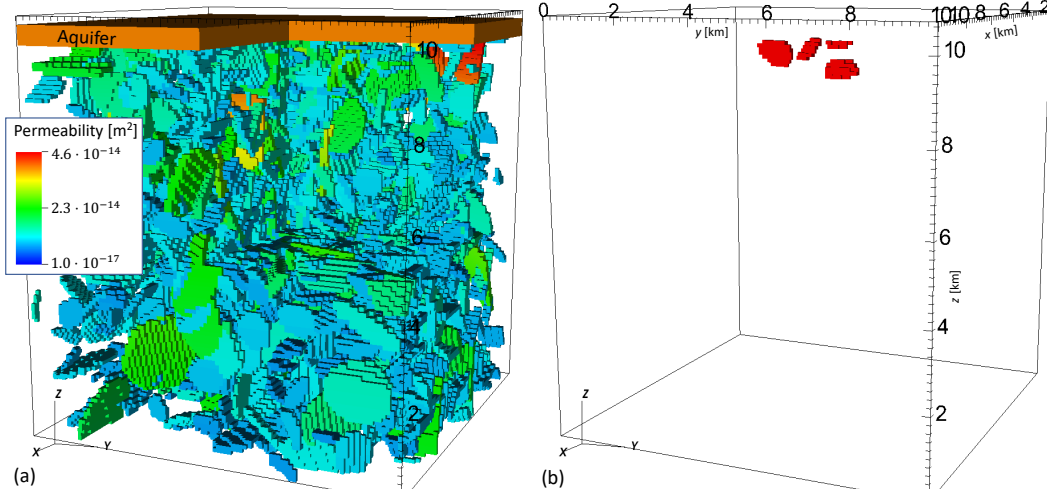 Aquifer
10
8
6
4
2
Permeability [m²]
4.6 · 10⁻¹⁴
2.3 · 10⁻¹⁴
1.0 · 10⁻¹⁷
Z
X
Y
(a)
0 2 4 6 8 10
y [km]
10 8 6 4 2
x [km]
10
8
6
z [km]
4
2
Z
X
Y
(b)